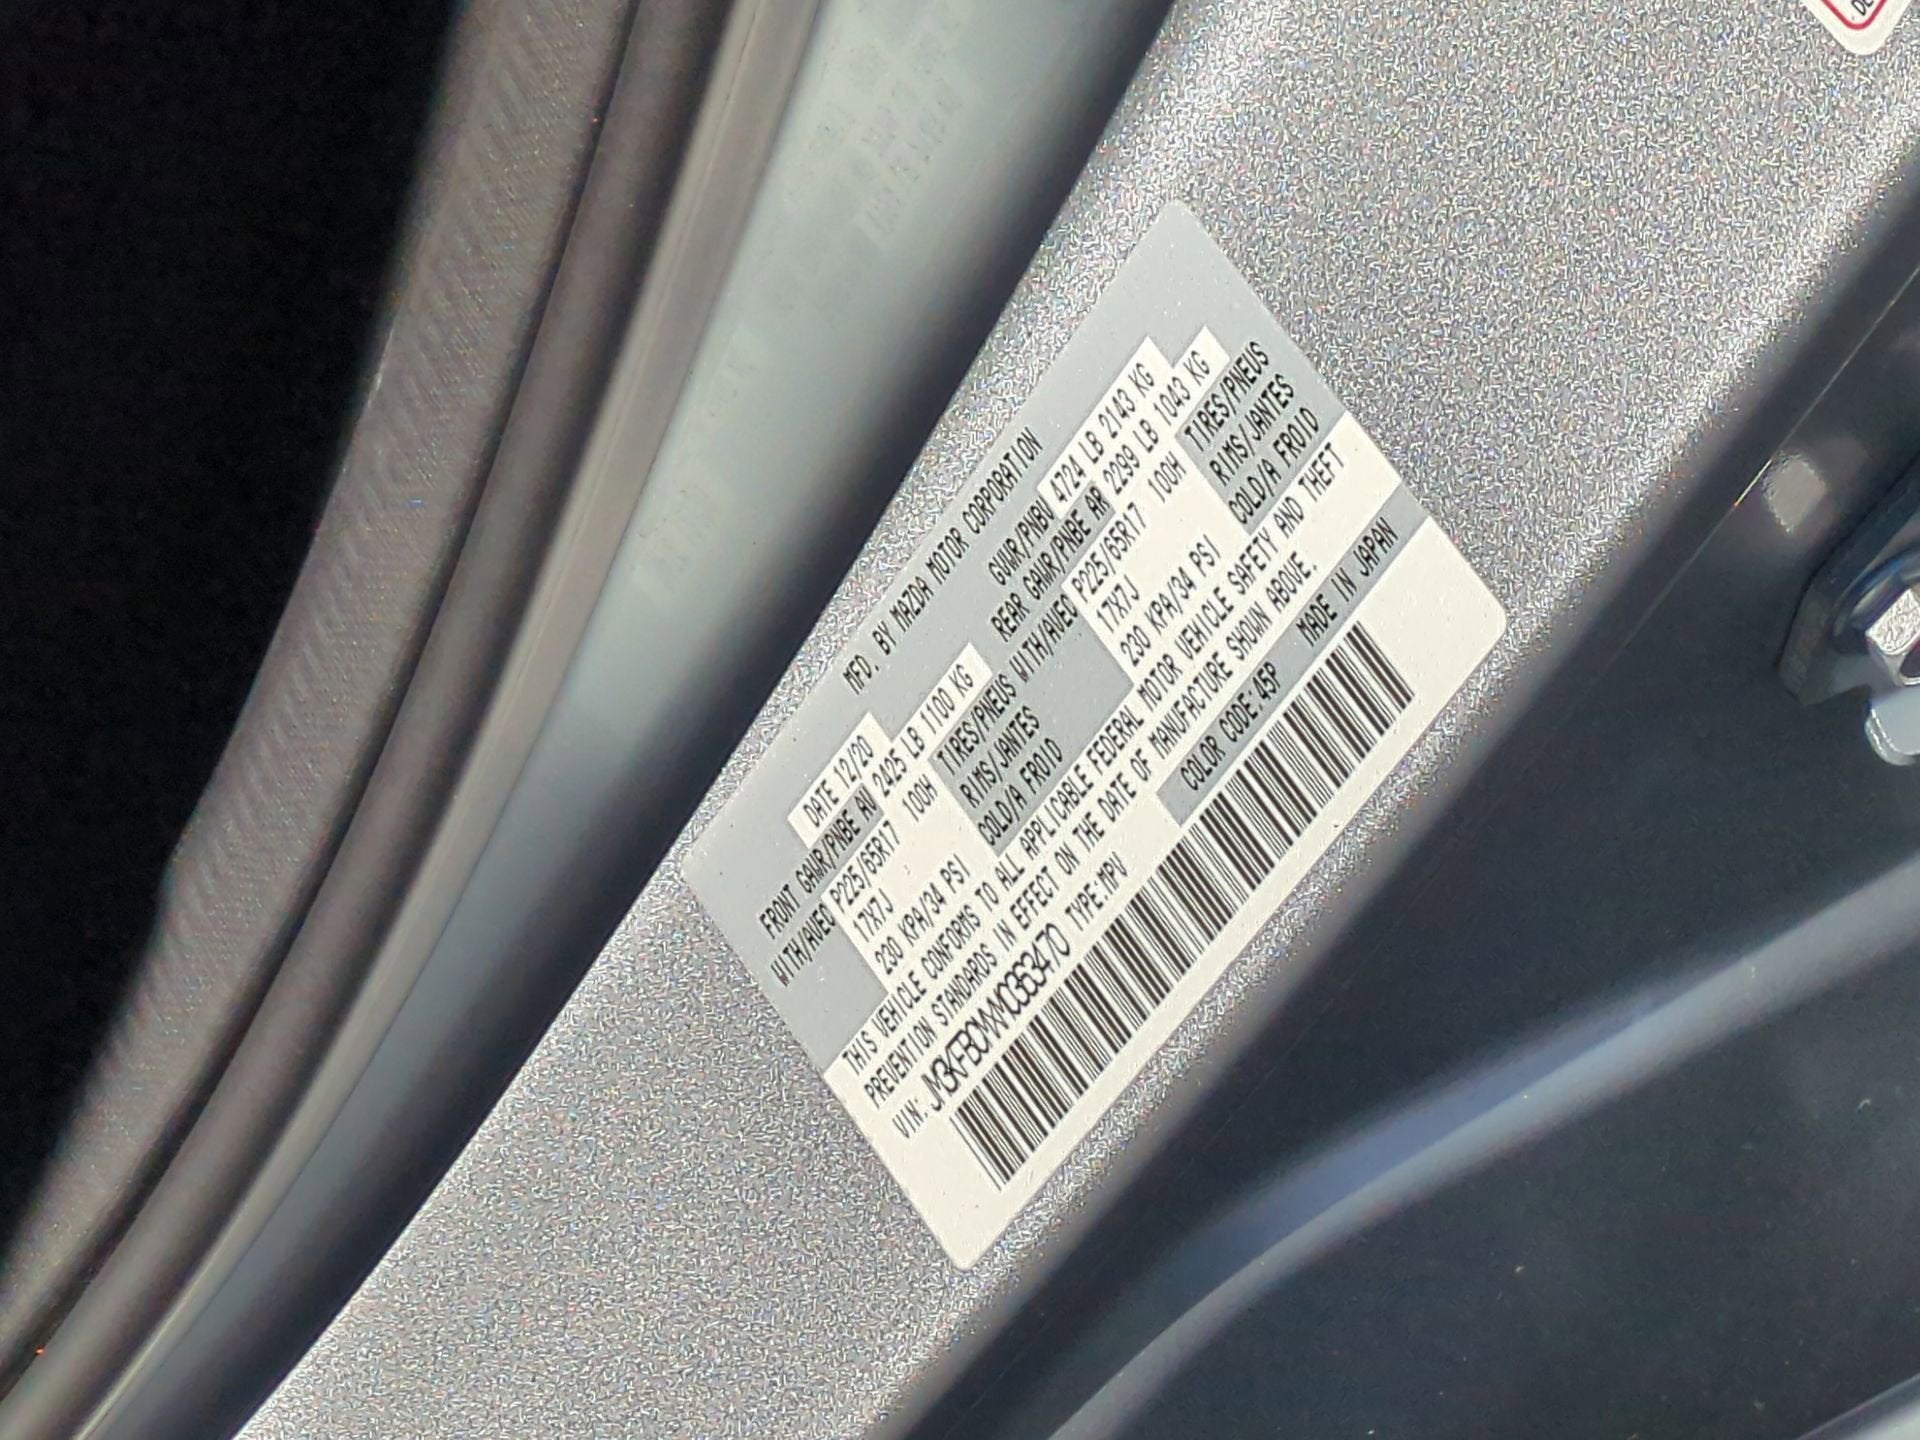 MFD. BY MAZDA MOTOR CORPORATION
DATE 12/20 GVWR/PNBV 4724 LB 2143 KG
FRONT GAWR/PNBE AV 2425 LB 1100 KG REAR GAWR/PNBE AR 2299 LB 1043 KG
WITH/AVEC P225/65R17 100H TIRES/PNEUS WITH/AVEC P225/65R17 100H TIRES/PNEUS
17X7J RIMS/JANTES 17X7J RIMS/JANTES
230 KPA/34 PSI COLD/A FROID 230 KPA/34 PSI COLD/A FROID
THIS VEHICLE CONFORMS TO ALL APPLICABLE FEDERAL MOTOR VEHICLE SAFETY AND THEFT
PREVENTION STANDARDS IN EFFECT ON THE DATE OF MANUFACTURE SHOWN ABOVE.
VIN: TYPE:MPV COLOR CODE:45P MADE IN JAPAN